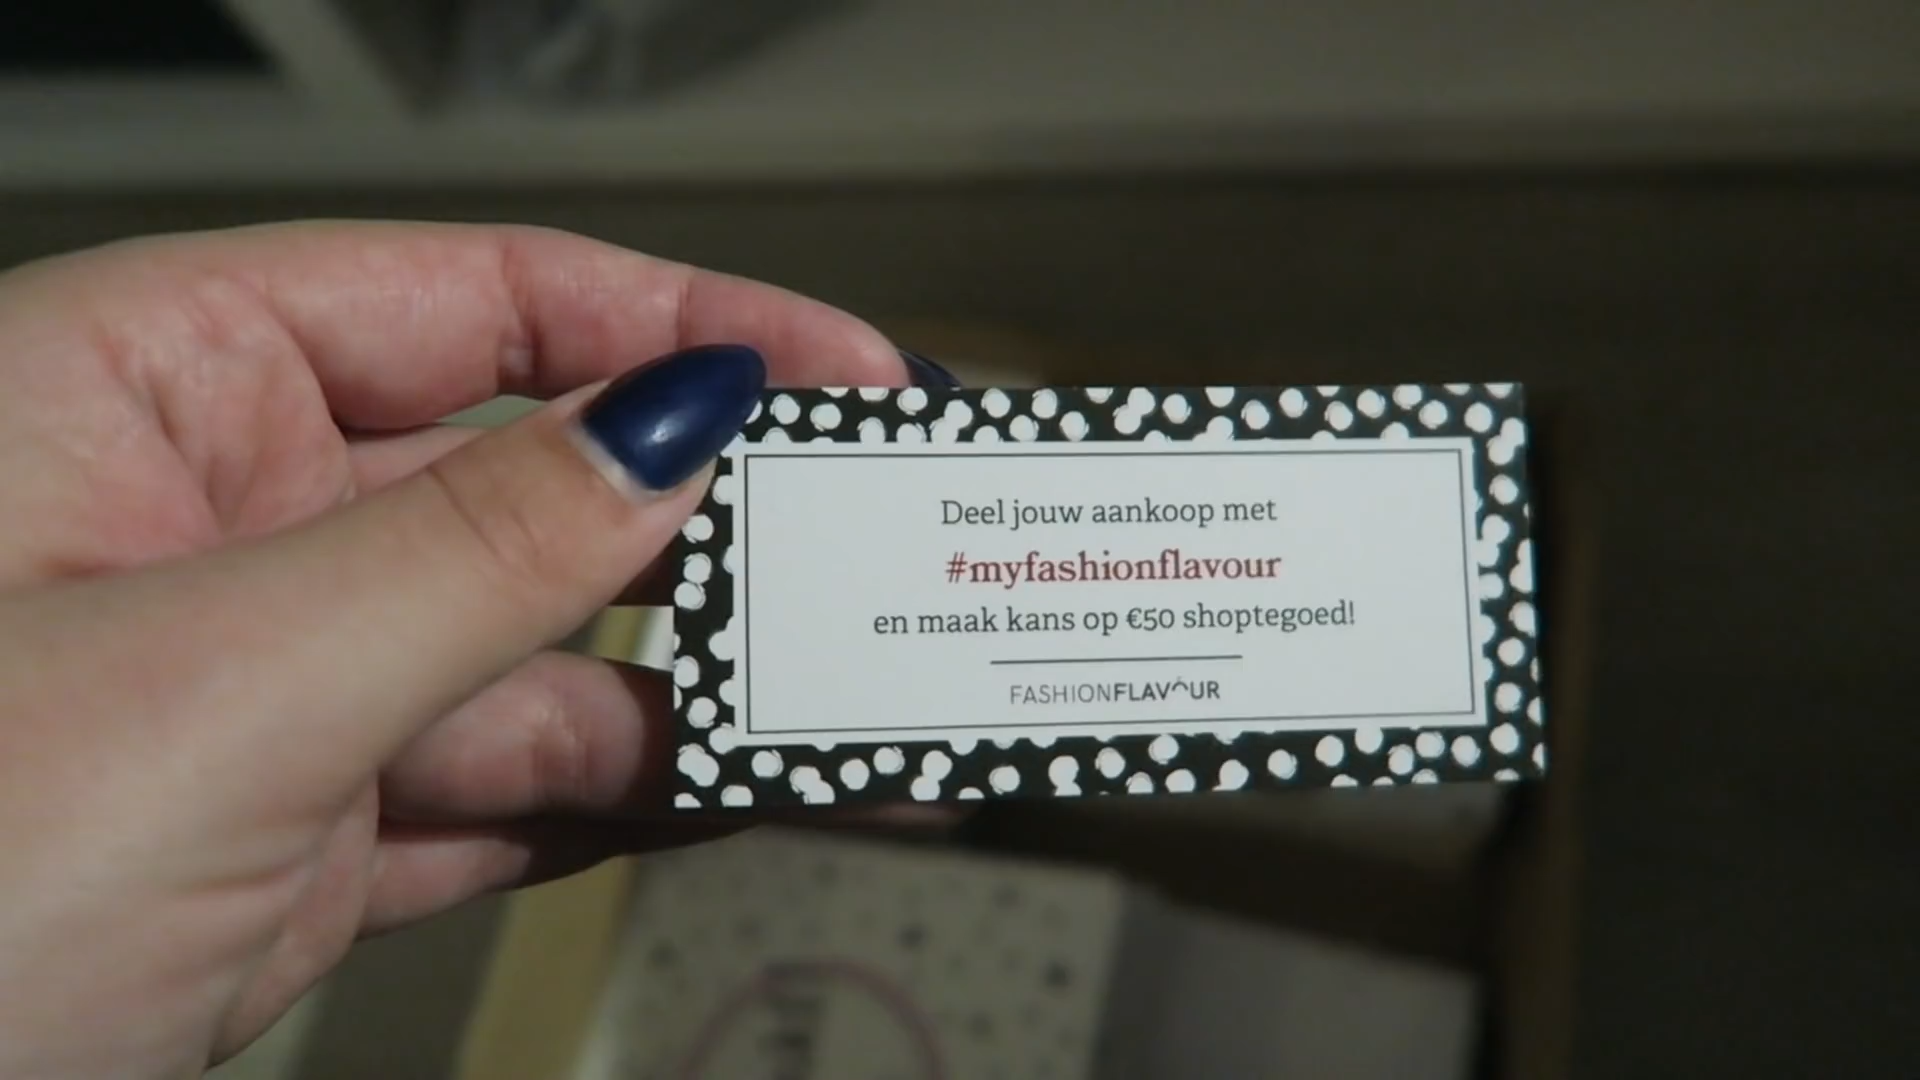 Deel jouw aankoop met
#myfashionflavour
en maak kans op €50 shoptegoed!
FASHIONFLAVOUR